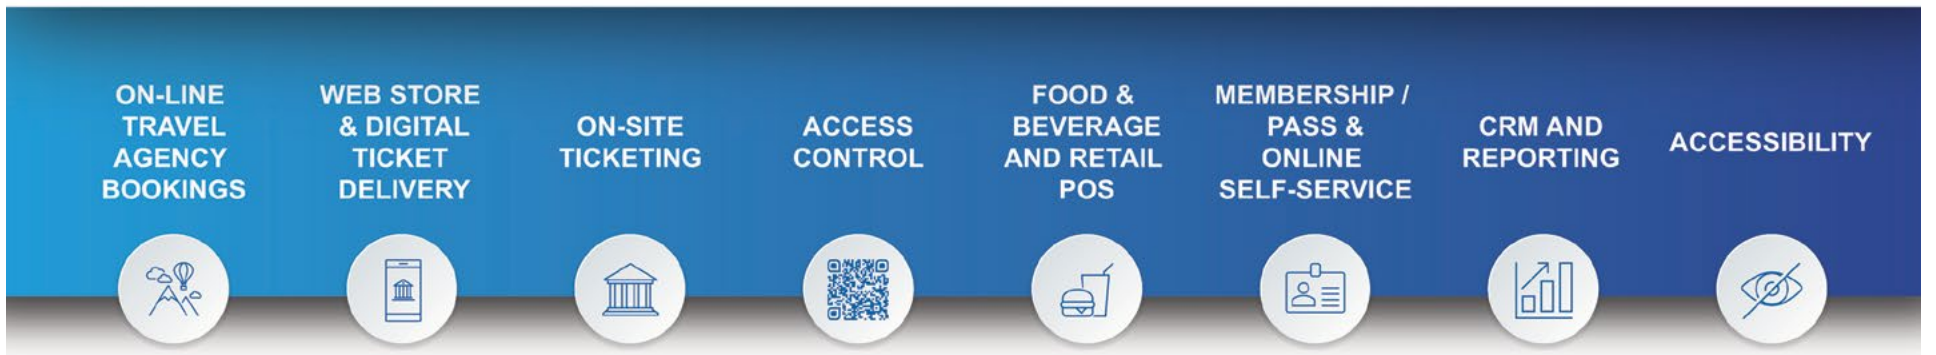 ON-LINE
TRAVEL
AGENCY
BOOKINGS
WEB STORE
& DIGITAL
TICKET
DELIVERY
ON-SITE
TICKETING
ACCESS
CONTROL
FOOD &
BEVERAGE
AND RETAIL
POS
MEMBERSHIP /
PASS &
ONLINE
SELF-SERVICE
CRM AND
REPORTING
ACCESSIBILITY